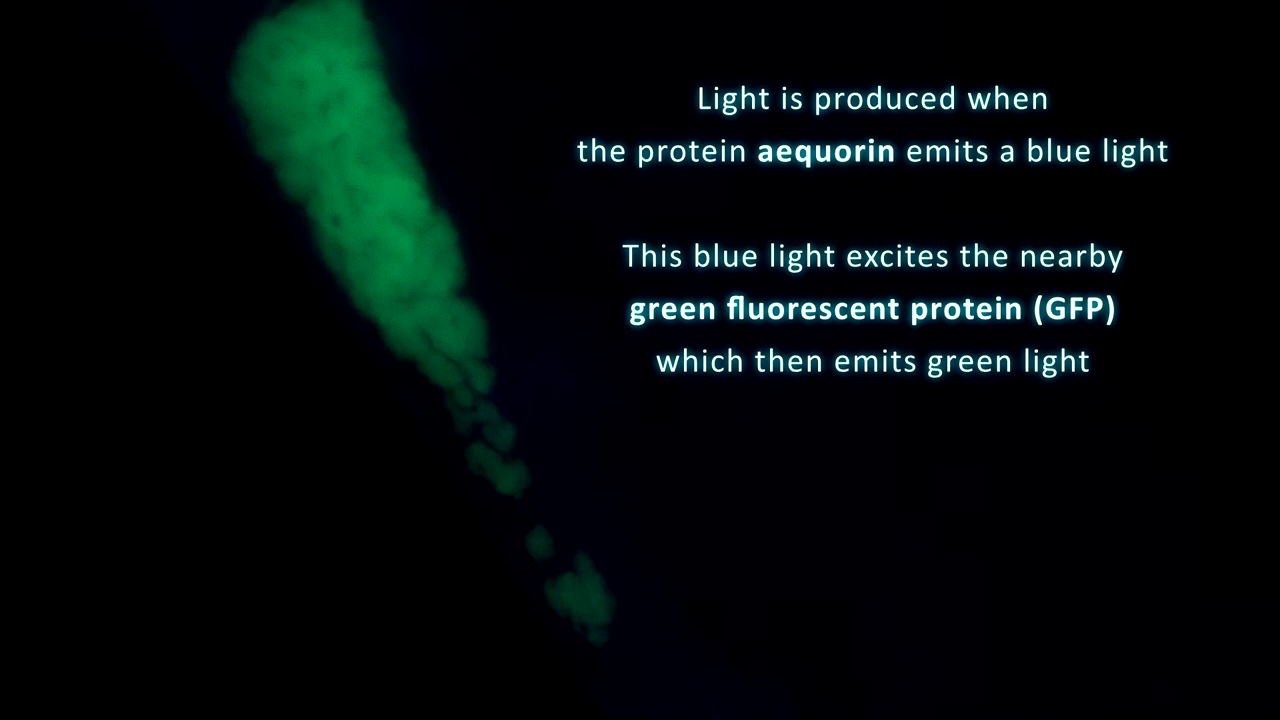 Light is produced when
the protein aequorin emits a blue light
This blue light excites the nearby
green fluorescent protein (GFP)
which then emits green light